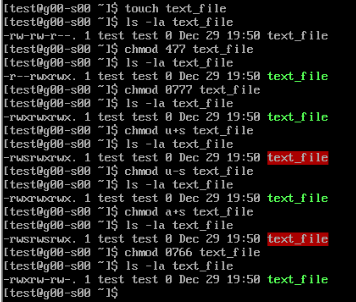 [test@g00-s00 ~]$ touch text_file
[test@g00-s00 ~]$ ls -la text_file
-rw-rw-r--. 1 test test 0 Dec 29 19:50 text_file
[test@g00-s00 ~]$ chmod 477 text_file
[test@g00-s00 ~]$ ls -la text_file
-r--rwxrwx. 1 test test 0 Dec 29 19:50 text_file
[test@g00-s00 ~]$ chmod 0777 text_file
[test@g00-s00 ~]$ ls -la text_file
-rwxrwxrwx. 1 test test 0 Dec 29 19:50 text_file
[test@g00-s00 ~]$ chmod u+s text_file
[test@g00-s00 ~]$ ls -la text_file
-rwsrwxrwx. 1 test test 0 Dec 29 19:50 text_file
[test@g00-s00 ~]$ chmod u-s text_file
[test@g00-s00 ~]$ ls -la text_file
-rwxrwxrwx. 1 test test 0 Dec 29 19:50 text_file
[test@g00-s00 ~]$ chmod a+s text_file
[test@g00-s00 ~]$ ls -la text_file
-rwsrwsrwx. 1 test test 0 Dec 29 19:50 text_file
[test@g00-s00 ~]$ chmod 0766 text_file
[test@g00-s00 ~]$ ls -la text_file
-rwxrw-rw-. 1 test test 0 Dec 29 19:50 text_file
[test@g00-s00 ~]$